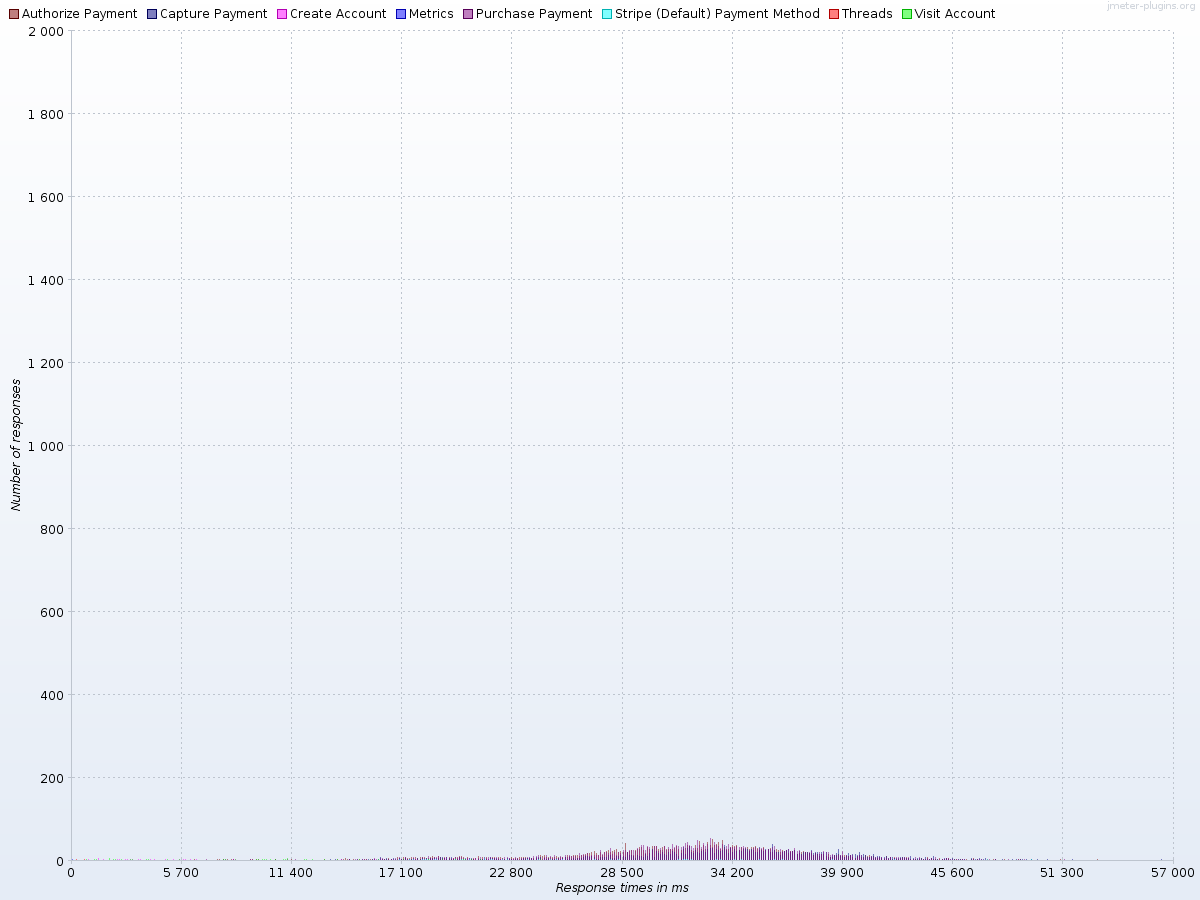 jmeter-plugins.org
Authorize Payment Capture Payment Create Account Metrics Purchase Payment Stripe (Default) Payment Method Threads Visit Account
2 000
1 800
1 600
1 400
1 200
1 000
800
600
400
200
0
Number of responses
0 5 700 11 400 17 100 22 800 28 500 34 200 39 900 45 600 51 300 57 000
Response times in ms